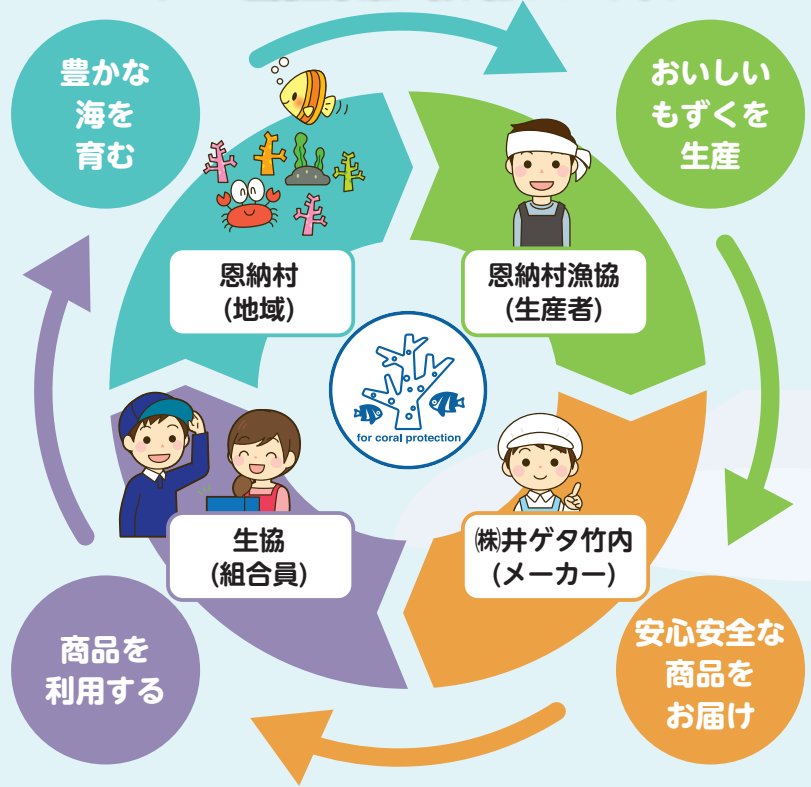 豊かな
海を
育む
おいしい
もずくを
生産
恩納村
(地域)
恩納村漁協
(生産者)
for coral protection
生協
(組合員)
㈱井ゲタ竹内
(メーカー)
商品を
利用する
安心安全な
商品を
お届け